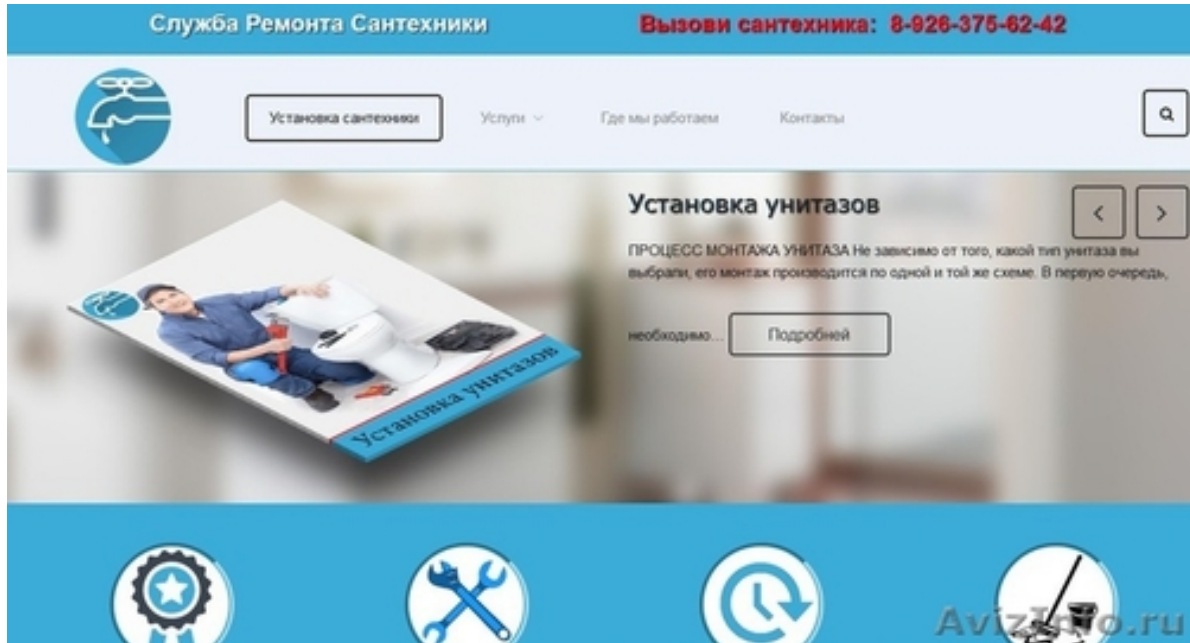 Служба Ремонта Сантехники
Вызови сантехника: 8-926-375-62-42
Установка сантехники
Услуги
Где мы работаем
Контакты
Установка унитазов
ПРОЦЕСС МОНТАЖА УНИТАЗА Не зависимо от того, какой тип унитаза вы
выбрали, его монтаж производится по одной и той же схеме. В первую очередь,
необходимо...
Подробней
Установка унитазов
AvizInfo.ru